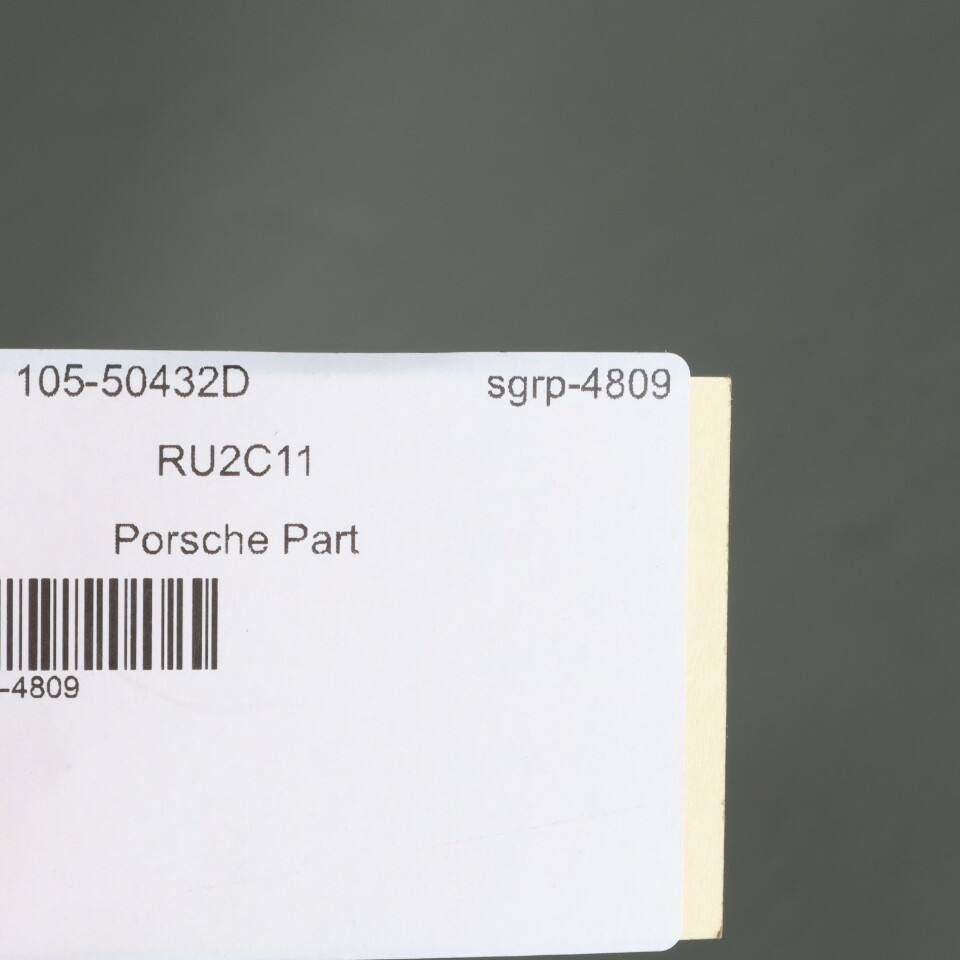 105-50432D sgrp-4809
RU2C11
Porsche Part
-4809